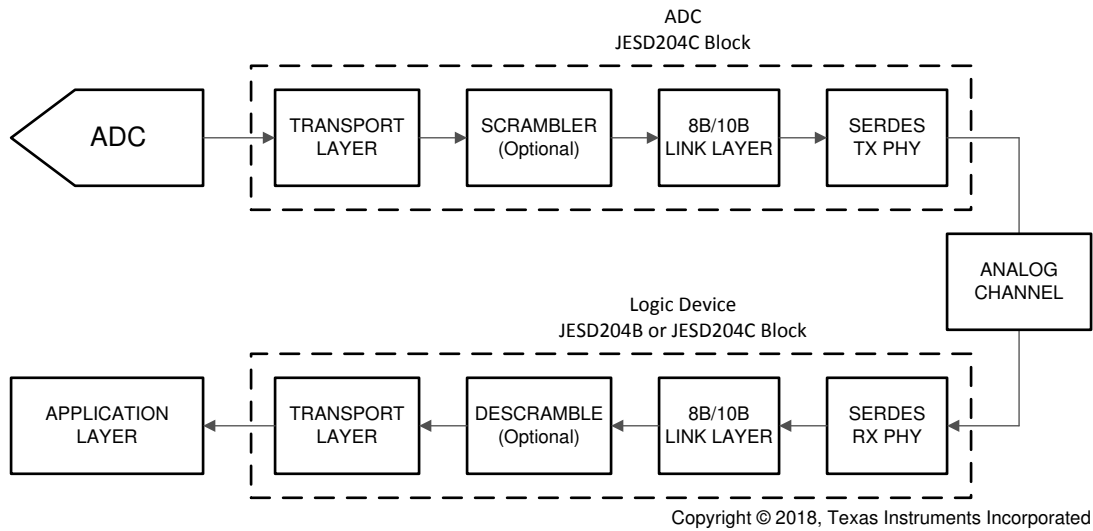 ADC
JESD204C Block
ADC
TRANSPORT
LAYER
SCRAMBLER
(Optional)
8B/10B
LINK LAYER
SERDES
TX PHY
ANALOG
CHANNEL
Logic Device
JESD204B or JESD204C Block
APPLICATION
LAYER
TRANSPORT
LAYER
DESCRAMBLE
(Optional)
8B/10B
LINK LAYER
SERDES
RX PHY
Copyright © 2018, Texas Instruments Incorporated